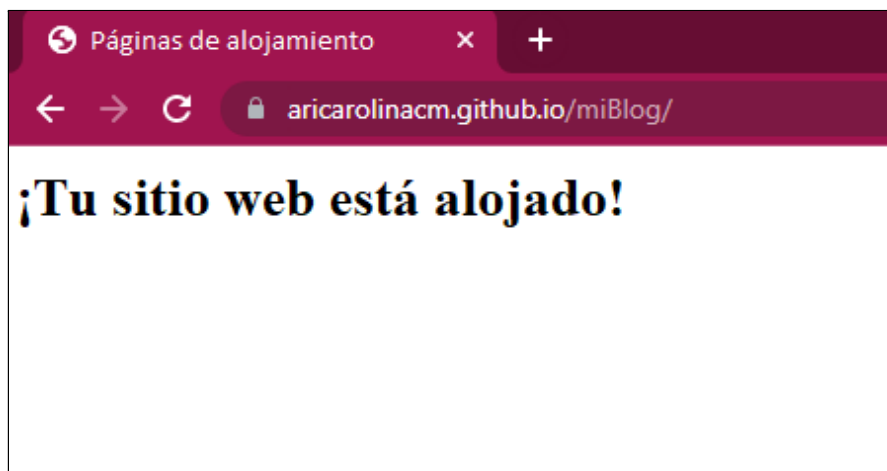 Páginas de alojamiento
aricarolinacm.github.io/miBlog/
¡Tu sitio web está alojado!